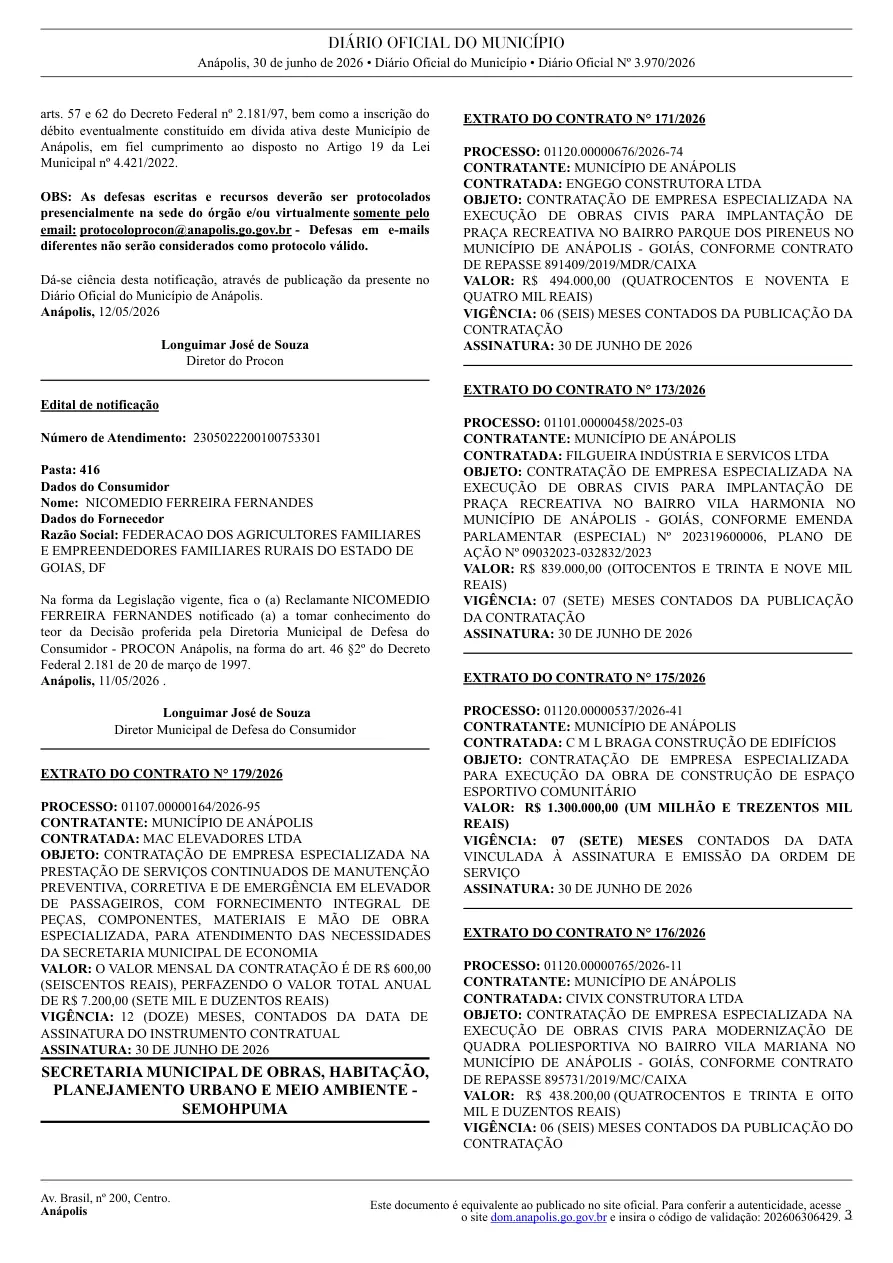 DIÁRIO OFICIAL DO MUNICÍPIO
Anápolis, 30 de junho de 2026 • Diário Oficial do Município • Diário Oficial Nº 3.970/2026
arts. 57 e 62 do Decreto Federal nº 2.181/97, bem como a inscrição do
débito eventualmente constituído em dívida ativa deste Município de
Anápolis, em fiel cumprimento ao disposto no Artigo 19 da Lei
Municipal nº 4.421/2022.
OBS: As defesas escritas e recursos deverão ser protocolados
presencialmente na sede do órgão e/ou virtualmente somente pelo
email: protocoloprocon@anapolis.go.gov.br - Defesas em e-mails
diferentes não serão considerados como protocolo válido.
Dá-se ciência desta notificação, através de publicação da presente no
Diário Oficial do Município de Anápolis.
Anápolis, 12/05/2026
Longuimar José de Souza
Diretor do Procon
Edital de notificação
Número de Atendimento: 2305022200100753301
Pasta: 416
Dados do Consumidor
Nome: NICOMEDIO FERREIRA FERNANDES
Dados do Fornecedor
Razão Social: FEDERACAO DOS AGRICULTORES FAMILIARES
E EMPREENDEDORES FAMILIARES RURAIS DO ESTADO DE
GOIAS, DF
Na forma da Legislação vigente, fica o (a) Reclamante NICOMEDIO
FERREIRA FERNANDES notificado (a) a tomar conhecimento do
teor da Decisão proferida pela Diretoria Municipal de Defesa do
Consumidor - PROCON Anápolis, na forma do art. 46 §2º do Decreto
Federal 2.181 de 20 de março de 1997.
Anápolis, 11/05/2026 .
Longuimar José de Souza
Diretor Municipal de Defesa do Consumidor
EXTRATO DO CONTRATO N° 179/2026
PROCESSO: 01107.00000164/2026-95
CONTRATANTE: MUNICÍPIO DE ANÁPOLIS
CONTRATADA: MAC ELEVADORES LTDA
OBJETO: CONTRATAÇÃO DE EMPRESA ESPECIALIZADA NA
PRESTAÇÃO DE SERVIÇOS CONTINUADOS DE MANUTENÇÃO
PREVENTIVA, CORRETIVA E DE EMERGÊNCIA EM ELEVADOR
DE PASSAGEIROS, COM FORNECIMENTO INTEGRAL DE
PEÇAS, COMPONENTES, MATERIAIS E MÃO DE OBRA
ESPECIALIZADA, PARA ATENDIMENTO DAS NECESSIDADES
DA SECRETARIA MUNICIPAL DE ECONOMIA
VALOR: O VALOR MENSAL DA CONTRATAÇÃO É DE R$ 600,00
(SEISCENTOS REAIS), PERFAZENDO O VALOR TOTAL ANUAL
DE R$ 7.200,00 (SETE MIL E DUZENTOS REAIS)
VIGÊNCIA: 12 (DOZE) MESES, CONTADOS DA DATA DE
ASSINATURA DO INSTRUMENTO CONTRATUAL
ASSINATURA: 30 DE JUNHO DE 2026
SECRETARIA MUNICIPAL DE OBRAS, HABITAÇÃO,
PLANEJAMENTO URBANO E MEIO AMBIENTE -
SEMOHPUMA
EXTRATO DO CONTRATO N° 171/2026
PROCESSO: 01120.00000676/2026-74
CONTRATANTE: MUNICÍPIO DE ANÁPOLIS
CONTRATADA: ENGEGO CONSTRUTORA LTDA
OBJETO: CONTRATAÇÃO DE EMPRESA ESPECIALIZADA NA
EXECUÇÃO DE OBRAS CIVIS PARA IMPLANTAÇÃO DE
PRAÇA RECREATIVA NO BAIRRO PARQUE DOS PIRENEUS NO
MUNICÍPIO DE ANÁPOLIS - GOIÁS, CONFORME CONTRATO
DE REPASSE 891409/2019/MDR/CAIXA
VALOR: R$ 494.000,00 (QUATROCENTOS E NOVENTA E
QUATRO MIL REAIS)
VIGÊNCIA: 06 (SEIS) MESES CONTADOS DA PUBLICAÇÃO DA
CONTRATAÇÃO
ASSINATURA: 30 DE JUNHO DE 2026
EXTRATO DO CONTRATO N° 173/2026
PROCESSO: 01101.00000458/2025-03
CONTRATANTE: MUNICÍPIO DE ANÁPOLIS
CONTRATADA: FILGUEIRA INDÚSTRIA E SERVICOS LTDA
OBJETO: CONTRATAÇÃO DE EMPRESA ESPECIALIZADA NA
EXECUÇÃO DE OBRAS CIVIS PARA IMPLANTAÇÃO DE
PRAÇA RECREATIVA NO BAIRRO VILA HARMONIA NO
MUNICÍPIO DE ANÁPOLIS - GOIÁS, CONFORME EMENDA
PARLAMENTAR (ESPECIAL) Nº 202319600006, PLANO DE
AÇÃO Nº 09032023-032832/2023
VALOR: R$ 839.000,00 (OITOCENTOS E TRINTA E NOVE MIL
REAIS)
VIGÊNCIA: 07 (SETE) MESES CONTADOS DA PUBLICAÇÃO
DA CONTRATAÇÃO
ASSINATURA: 30 DE JUNHO DE 2026
EXTRATO DO CONTRATO N° 175/2026
PROCESSO: 01120.00000537/2026-41
CONTRATANTE: MUNICÍPIO DE ANÁPOLIS
CONTRATADA: C M L BRAGA CONSTRUÇÃO DE EDIFÍCIOS
OBJETO: CONTRATAÇÃO DE EMPRESA ESPECIALIZADA
PARA EXECUÇÃO DA OBRA DE CONSTRUÇÃO DE ESPAÇO
ESPORTIVO COMUNITÁRIO
VALOR: R$ 1.300.000,00 (UM MILHÃO E TREZENTOS MIL
REAIS)
VIGÊNCIA: 07 (SETE) MESES CONTADOS DA DATA
VINCULADA À ASSINATURA E EMISSÃO DA ORDEM DE
SERVIÇO
ASSINATURA: 30 DE JUNHO DE 2026
EXTRATO DO CONTRATO N° 176/2026
PROCESSO: 01120.00000765/2026-11
CONTRATANTE: MUNICÍPIO DE ANÁPOLIS
CONTRATADA: CIVIX CONSTRUTORA LTDA
OBJETO: CONTRATAÇÃO DE EMPRESA ESPECIALIZADA NA
EXECUÇÃO DE OBRAS CIVIS PARA MODERNIZAÇÃO DE
QUADRA POLIESPORTIVA NO BAIRRO VILA MARIANA NO
MUNICÍPIO DE ANÁPOLIS - GOIÁS, CONFORME CONTRATO
DE REPASSE 895731/2019/MC/CAIXA
VALOR: R$ 438.200,00 (QUATROCENTOS E TRINTA E OITO
MIL E DUZENTOS REAIS)
VIGÊNCIA: 06 (SEIS) MESES CONTADOS DA PUBLICAÇÃO DO
CONTRATAÇÃO
Av. Brasil, nº 200, Centro.
Anápolis
Este documento é equivalente ao publicado no site oficial. Para conferir a autenticidade, acesse
o site dom.anapolis.go.gov.br e insira o código de validação: 202606306429.
3